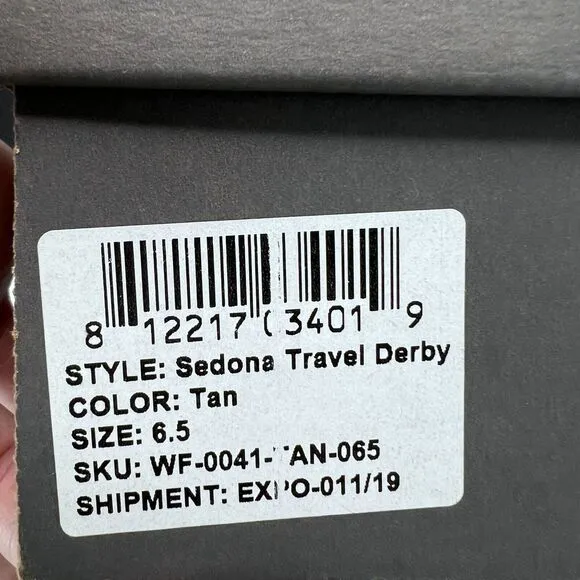 8 12217 03401 9
STYLE: Sedona Travel Derby
COLOR: Tan
SIZE: 6.5
SKU: WF-0041-TAN-065
SHIPMENT: EXPO-011/19